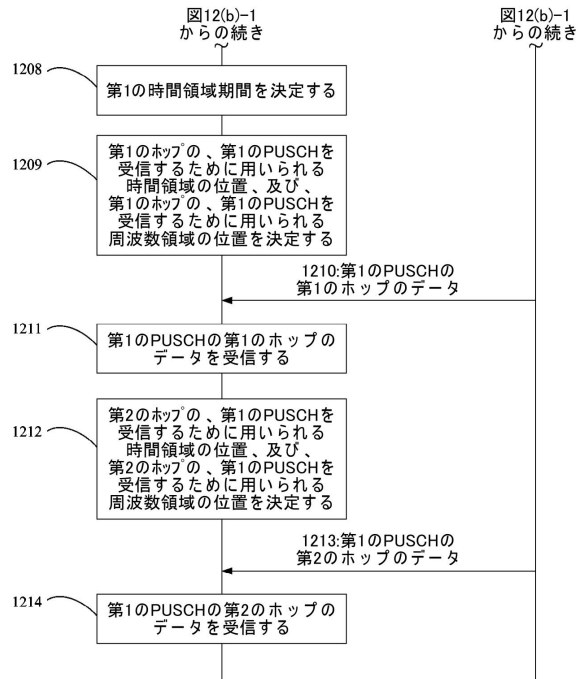 図12(b)-1
からの続き
図12(b)-1
からの続き
1208
第1の時間領域期間を決定する
1209
第1のホップの、第1のPUSCHを
受信するために用いられる
時間領域の位置、及び、
第1のホップの、第1のPUSCHを
受信するために用いられる
周波数領域の位置を決定する
1210:第1のPUSCHの
第1のホップのデータ
1211
第1のPUSCHの第1のホップの
データを受信する
1212
第2のホップの、第1のPUSCHを
受信するために用いられる
時間領域の位置、及び、
第2のホップの、第1のPUSCHを
受信するために用いられる
周波数領域の位置を決定する
1213:第1のPUSCHの
第2のホップのデータ
1214
第1のPUSCHの第2のホップの
データを受信する